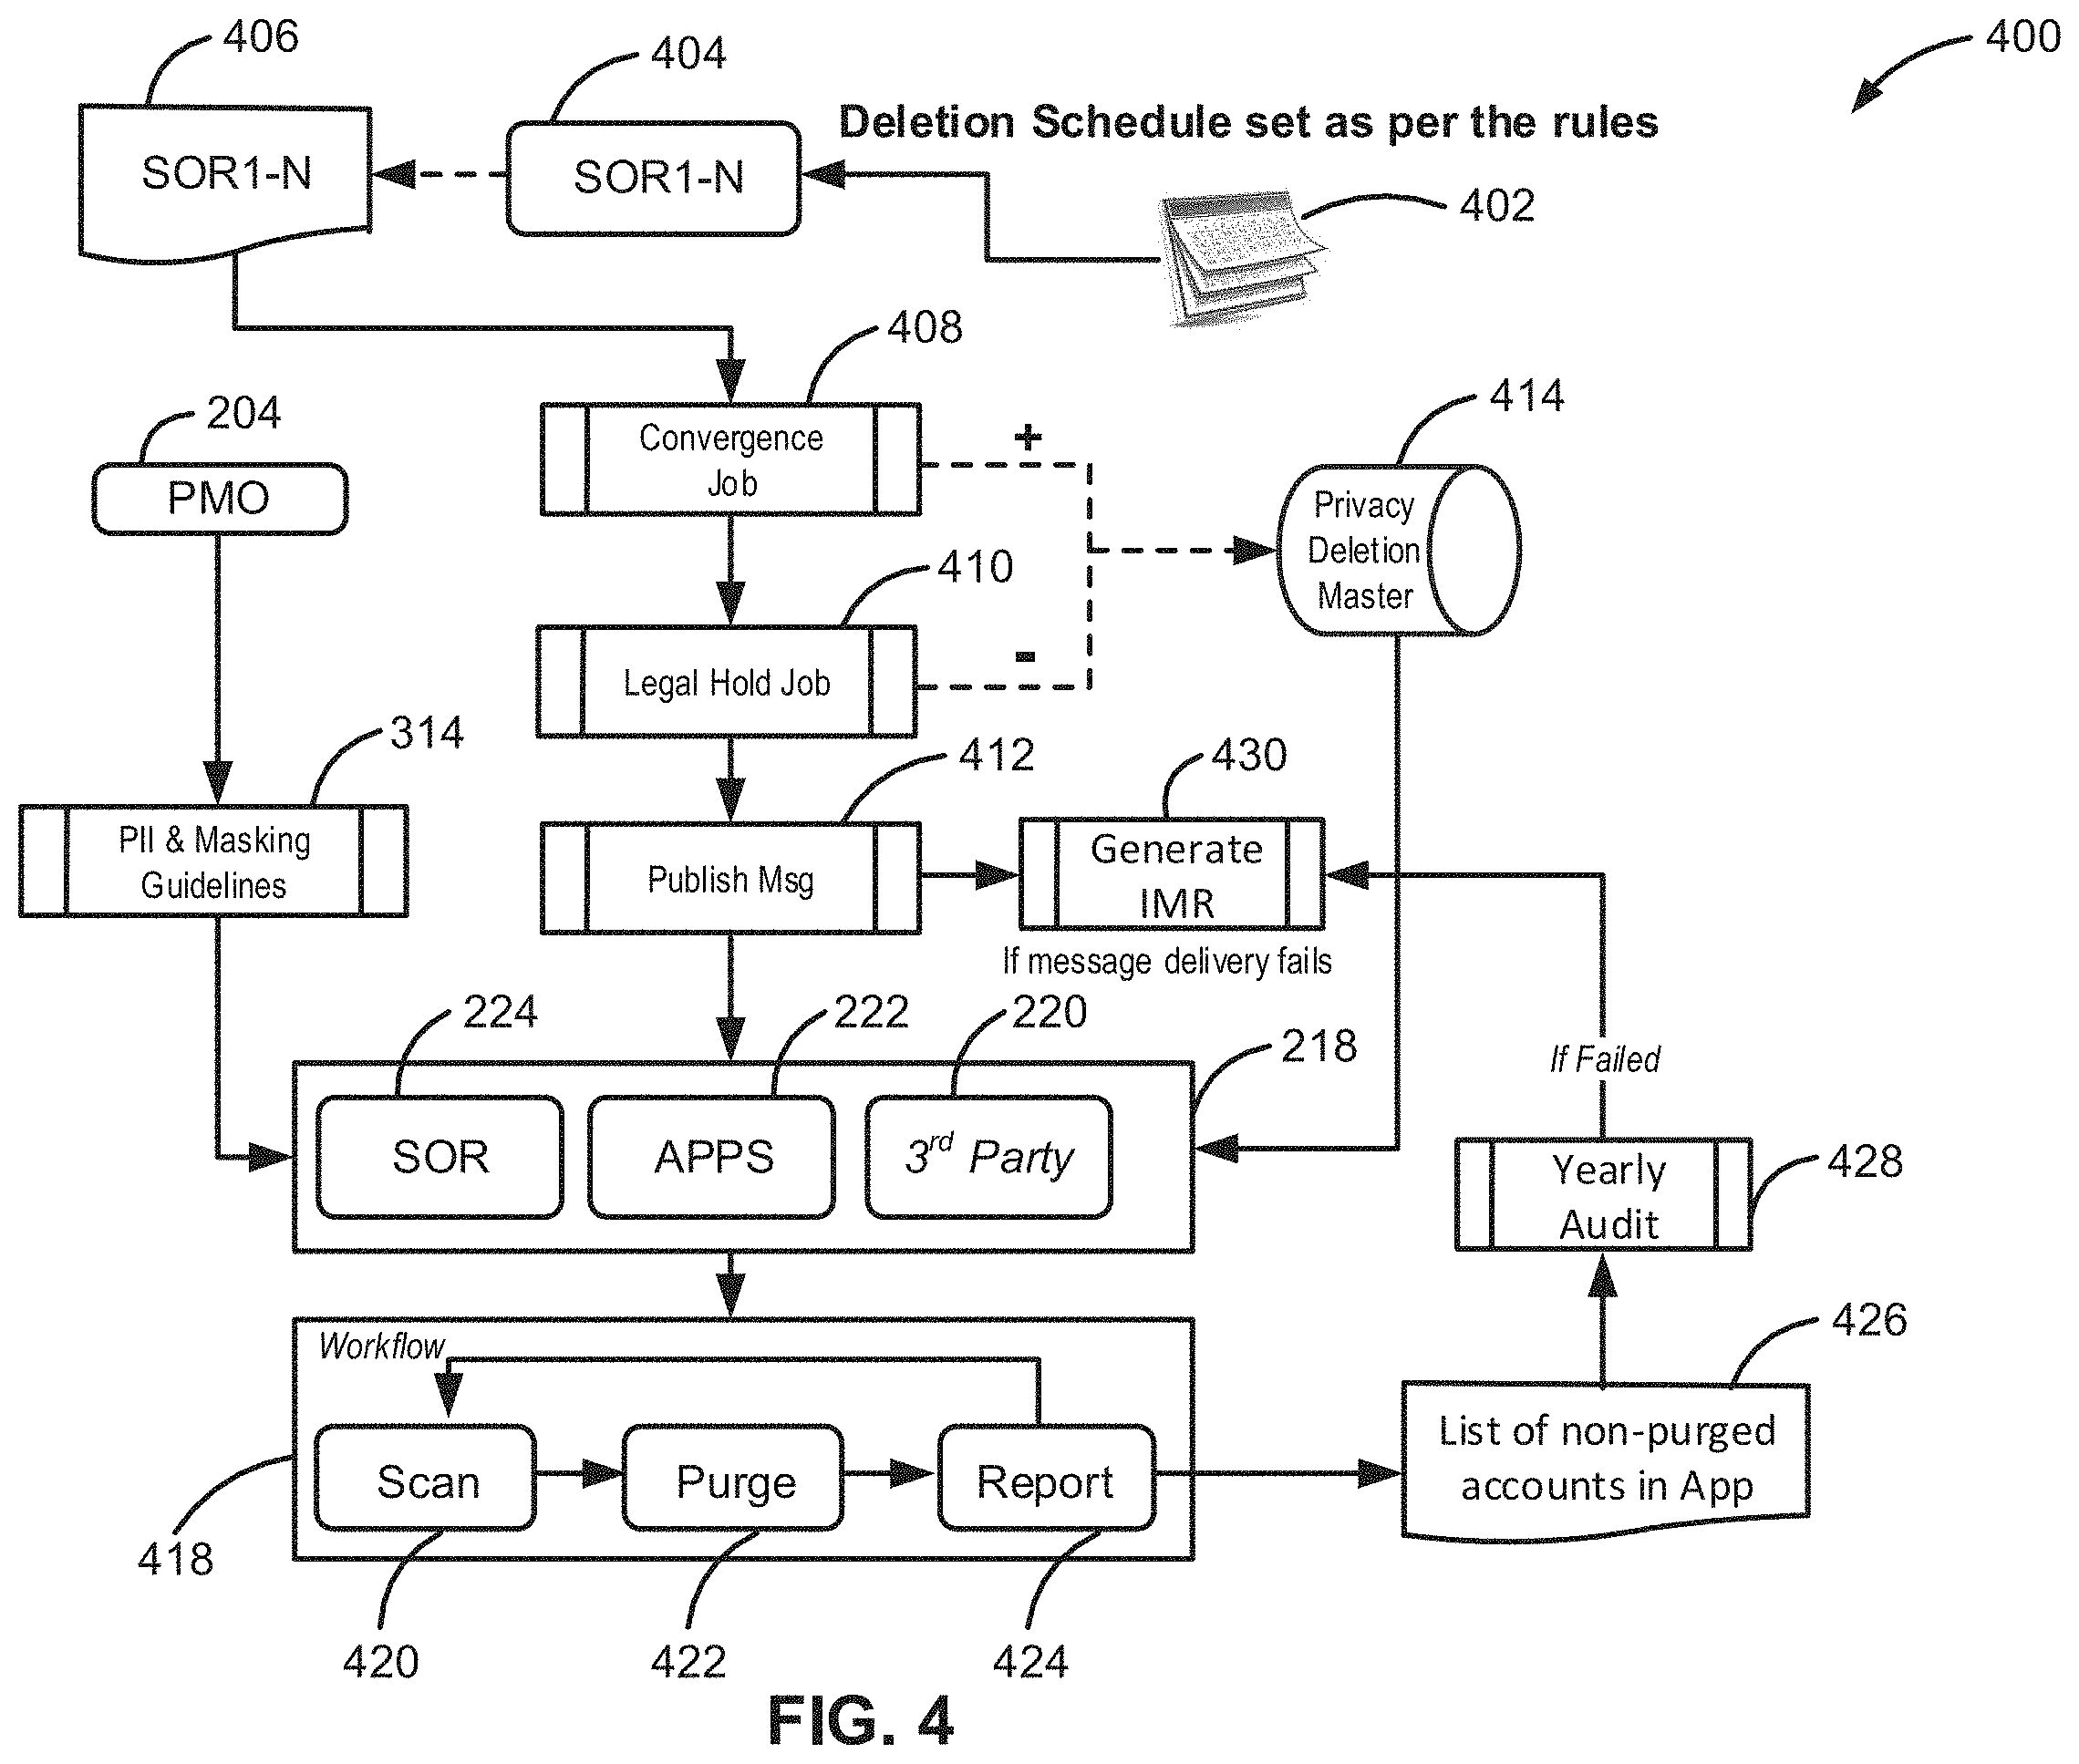 406
404
400
Deletion Schedule set as per the rules
SOR1-N
SOR1-N
402
408
414
204
Convergence
Job
+
PMO
Privacy
Deletion
Master
410
Legal Hold Job
-
314
412
430
PII & Masking
Guidelines
Publish Msg
Generate
IMR
If message delivery fails
224
222
220
218
If Failed
SOR
APPS
3rd Party
Yearly
Audit
428
426
Workflow
List of non-purged
accounts in App
Scan
Purge
Report
418
420
422
424
FIG. 4